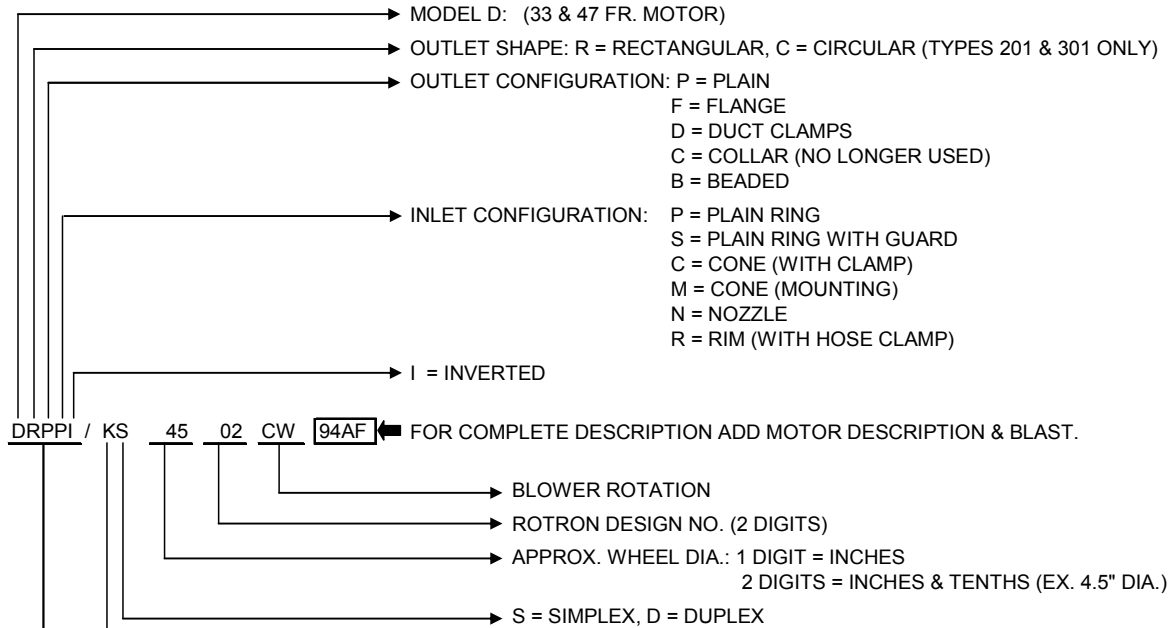 MODEL D: (33 & 47 FR. MOTOR)
OUTLET SHAPE: R = RECTANGULAR, C = CIRCULAR (TYPES 201 & 301 ONLY)
OUTLET CONFIGURATION: P = PLAIN
F = FLANGE
D = DUCT CLAMPS
C = COLLAR (NO LONGER USED)
B = BEADED
INLET CONFIGURATION: P = PLAIN RING
S = PLAIN RING WITH GUARD
C = CONE (WITH CLAMP)
M = CONE (MOUNTING)
N = NOZZLE
R = RIM (WITH HOSE CLAMP)
I = INVERTED
DRPPI / KS 45 02 CW 94AF FOR COMPLETE DESCRIPTION ADD MOTOR DESCRIPTION & BLAST.
BLOWER ROTATION
ROTRON DESIGN NO. (2 DIGITS)
APPROX. WHEEL DIA.: 1 DIGIT = INCHES
2 DIGITS = INCHES & TENTHS (EX. 4.5" DIA.)
S = SIMPLEX, D = DUPLEX